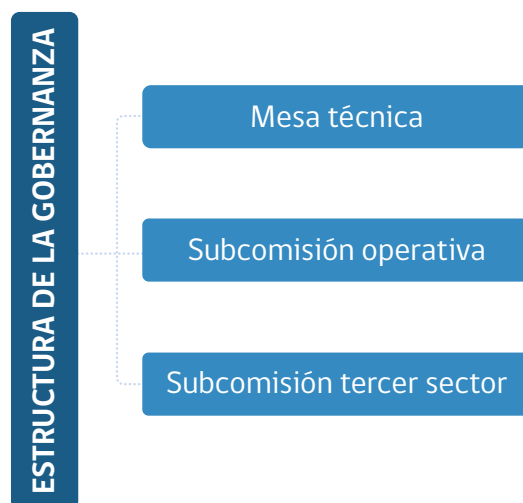 ESTRUCTURA DE LA GOBERNANZA
Mesa técnica
Subcomisión operativa
Subcomisión tercer sector